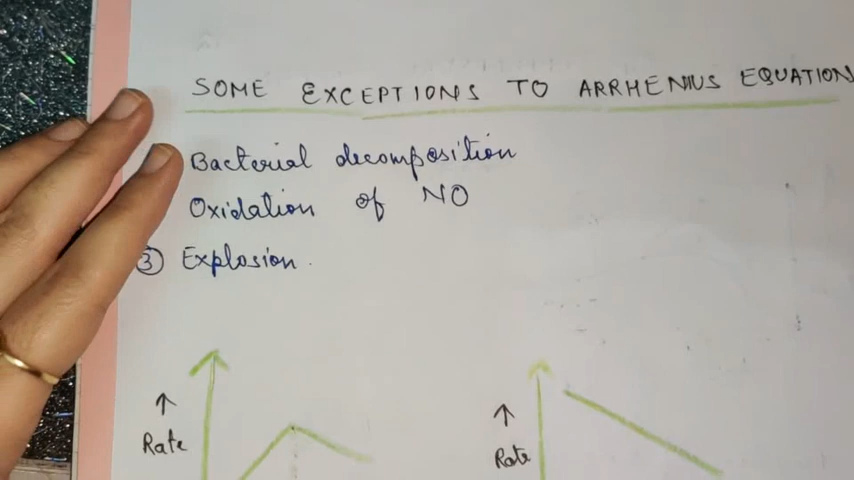 SOME EXCEPTIONS TO ARRHENIUS EQUATION
Bacterial decomposition
Oxidation of NO
③ Explosion.
↑ ↑
Rate Rate